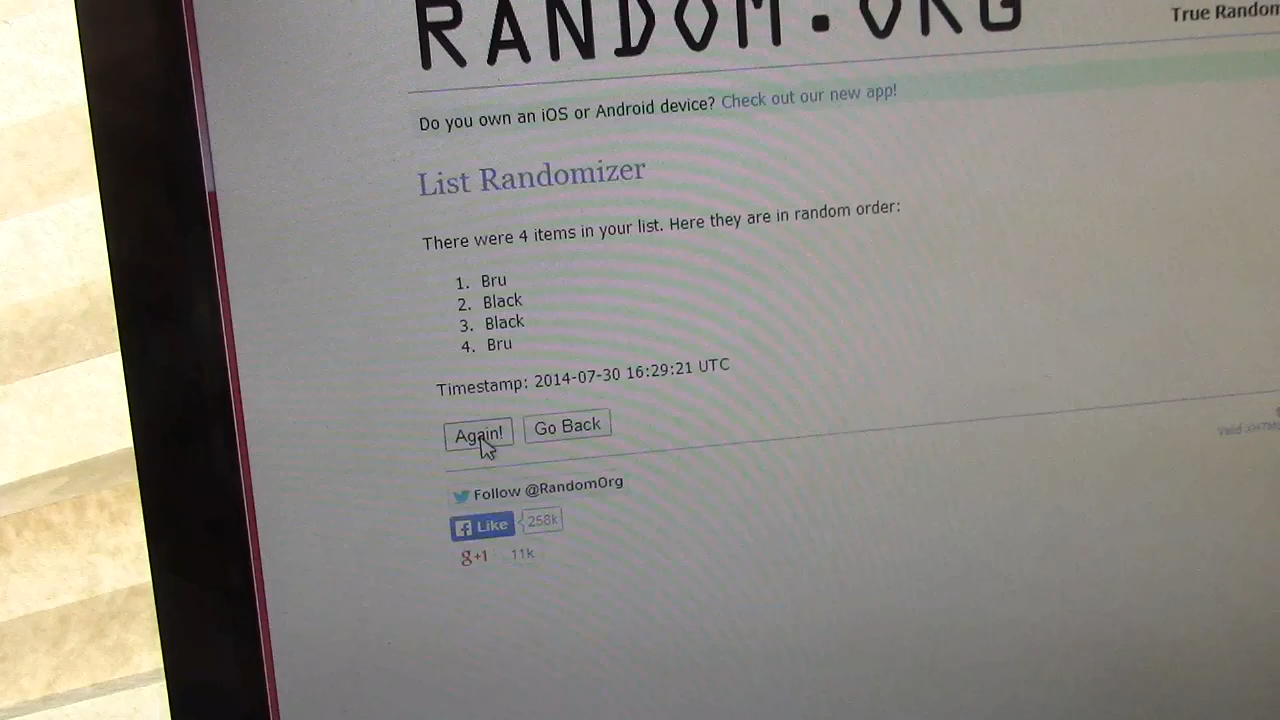 RANDOM.ORG
True Random
Do you own an iOS or Android device? Check out our new app!
List Randomizer
There were 4 items in your list. Here they are in random order:
1. Bru
2. Black
3. Black
4. Bru
Timestamp: 2014-07-30 16:29:21 UTC
Again! Go Back
Valid
Follow @RandomOrg
Like 258k
g+1 11k